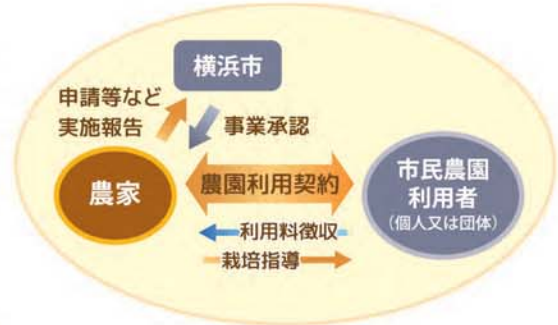 横浜市
申請等など
実施報告
事業承認
農家
農園利用契約
市民農園
利用者
(個人又は団体)
利用料徴収
栽培指導